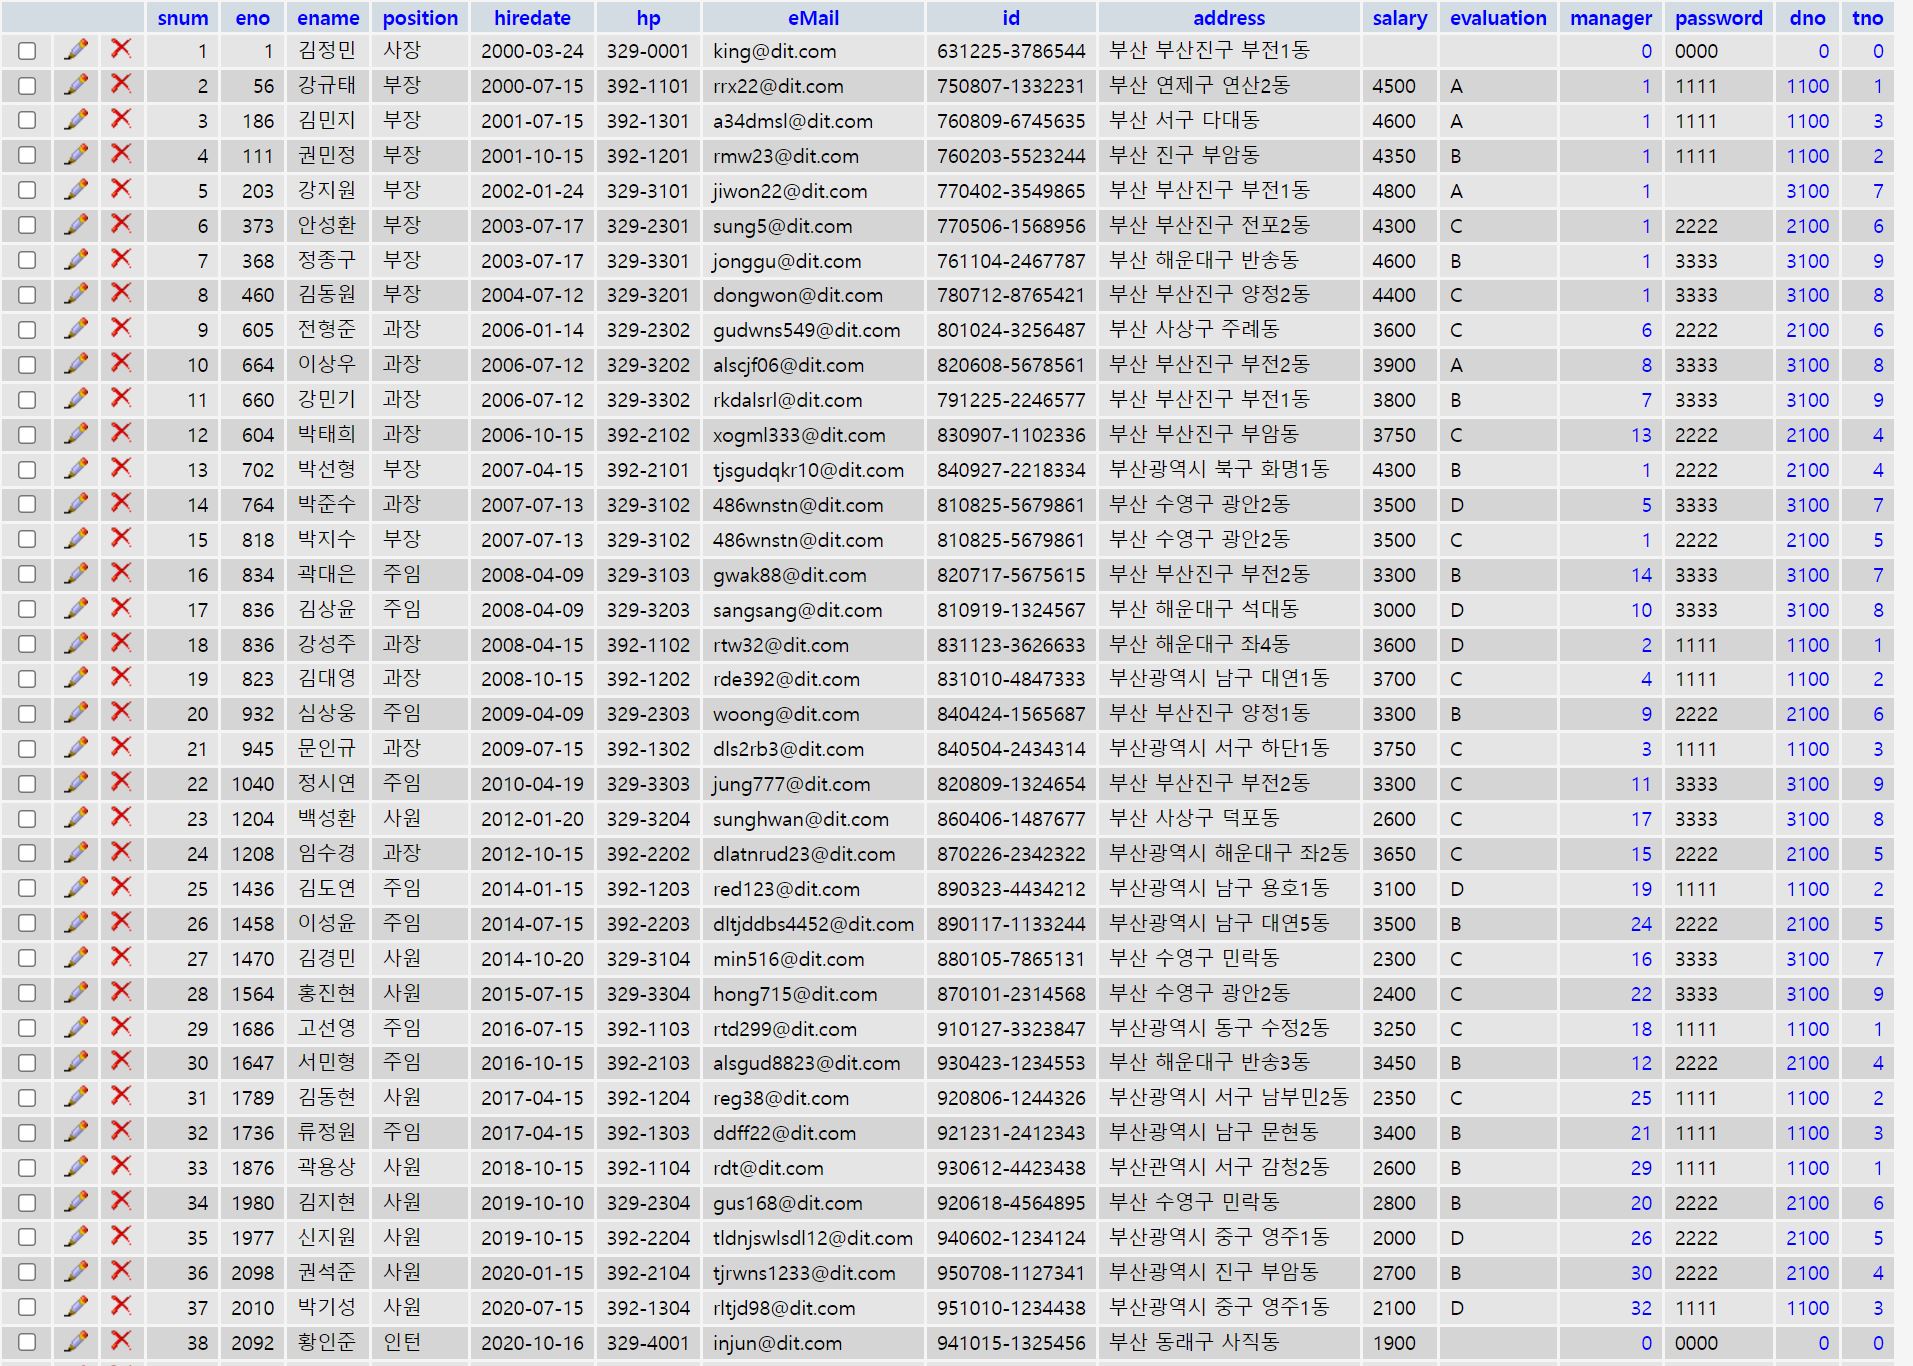 snum eno ename position hiredate hp eMail id address salary evaluation manager password dno tno
1 1 김정민 사장 2000-03-24 329-0001 king@dit.com 631225-3786544 부산 부산진구 부전1동 0 0000 0 0
2 56 강규태 부장 2000-07-15 392-1101 rrx22@dit.com 750807-1332231 부산 연제구 연산2동 4500 A 1 1111 1100 1
3 186 김민지 부장 2001-07-15 392-1301 a34dmsl@dit.com 760809-6745635 부산 서구 다대동 4600 A 1 1111 1100 3
4 111 권민정 부장 2001-10-15 392-1201 rmw23@dit.com 760203-5523244 부산 진구 부암동 4350 B 1 1111 1100 2
5 203 강지원 부장 2002-01-24 329-3101 jiwon22@dit.com 770402-3549865 부산 부산진구 부전1동 4800 A 1 3100 7
6 373 안성환 부장 2003-07-17 329-2301 sung5@dit.com 770506-1568956 부산 부산진구 전포2동 4300 C 1 2222 2100 6
7 368 정종구 부장 2003-07-17 329-3301 jonggu@dit.com 761104-2467787 부산 해운대구 반송동 4600 B 1 3333 3100 9
8 460 김동원 부장 2004-07-12 329-3201 dongwon@dit.com 780712-8765421 부산 부산진구 양정2동 4400 C 1 3333 3100 8
9 605 전형준 과장 2006-01-14 329-2302 gudwns549@dit.com 801024-3256487 부산 사상구 주례동 3600 C 6 2222 2100 6
10 664 이상우 과장 2006-07-12 329-3202 alscjf06@dit.com 820608-5678561 부산 부산진구 부전2동 3900 A 8 3333 3100 8
11 660 강민기 과장 2006-07-12 329-3302 rkdalsrl@dit.com 791225-2246577 부산 부산진구 부전1동 3800 B 7 3333 3100 9
12 604 박태희 과장 2006-10-15 392-2102 xogml333@dit.com 830907-1102336 부산 부산진구 부암동 3750 C 13 2222 2100 4
13 702 박선형 부장 2007-04-15 392-2101 tjsgudqkr10@dit.com 840927-2218334 부산광역시 북구 화명1동 4300 B 1 2222 2100 4
14 764 박준수 과장 2007-07-13 329-3102 486wnstn@dit.com 810825-5679861 부산 수영구 광안2동 3500 D 5 3333 3100 7
15 818 박지수 부장 2007-07-13 329-3102 486wnstn@dit.com 810825-5679861 부산 수영구 광안2동 3500 C 1 2222 2100 5
16 834 곽대은 주임 2008-04-09 329-3103 gwak88@dit.com 820717-5675615 부산 부산진구 부전2동 3300 B 14 3333 3100 7
17 836 김상윤 주임 2008-04-09 329-3203 sangsang@dit.com 810919-1324567 부산 해운대구 석대동 3000 D 10 3333 3100 8
18 836 강성주 과장 2008-04-15 392-1102 rtw32@dit.com 831123-3626633 부산 해운대구 좌4동 3600 D 2 1111 1100 1
19 823 김대영 과장 2008-10-15 392-1202 rde392@dit.com 831010-4847333 부산광역시 남구 대연1동 3700 C 4 1111 1100 2
20 932 심상웅 주임 2009-04-09 329-2303 woong@dit.com 840424-1565687 부산 부산진구 양정1동 3300 B 9 2222 2100 6
21 945 문인규 과장 2009-07-15 392-1302 dls2rb3@dit.com 840504-2434314 부산광역시 서구 하단1동 3750 C 3 1111 1100 3
22 1040 정시연 주임 2010-04-19 329-3303 jung777@dit.com 820809-1324654 부산 부산진구 부전2동 3300 C 11 3333 3100 9
23 1204 백성환 사원 2012-01-20 329-3204 sunghwan@dit.com 860406-1487677 부산 사상구 덕포동 2600 C 17 3333 3100 8
24 1208 임수경 과장 2012-10-15 392-2202 dlatnrud23@dit.com 870226-2342322 부산광역시 해운대구 좌2동 3650 C 15 2222 2100 5
25 1436 김도연 주임 2014-01-15 392-1203 red123@dit.com 890323-4434212 부산광역시 남구 용호1동 3100 D 19 1111 1100 2
26 1458 이성윤 주임 2014-07-15 392-2203 dltjddbs4452@dit.com 890117-1133244 부산광역시 남구 대연5동 3500 B 24 2222 2100 5
27 1470 김경민 사원 2014-10-20 329-3104 min516@dit.com 880105-7865131 부산 수영구 민락동 2300 C 16 3333 3100 7
28 1564 홍진현 사원 2015-07-15 329-3304 hong715@dit.com 870101-2314568 부산 수영구 광안2동 2400 C 22 3333 3100 9
29 1686 고선영 주임 2016-07-15 392-1103 rtd299@dit.com 910127-3323847 부산광역시 동구 수정2동 3250 C 18 1111 1100 1
30 1647 서민형 주임 2016-10-15 392-2103 alsgud8823@dit.com 930423-1234553 부산 해운대구 반송3동 3450 B 12 2222 2100 4
31 1789 김동현 사원 2017-04-15 392-1204 reg38@dit.com 920806-1244326 부산광역시 서구 남부민2동 2350 C 25 1111 1100 2
32 1736 류정원 주임 2017-04-15 392-1303 ddff22@dit.com 921231-2412343 부산광역시 남구 문현동 3400 B 21 1111 1100 3
33 1876 곽용상 사원 2018-10-15 392-1104 rdt@dit.com 930612-4423438 부산관역시 서구 감청2동 2600 B 29 1111 1100 1
34 1980 김지현 사원 2019-10-10 329-2304 gus168@dit.com 920618-4564895 부산 수영구 민락동 2800 B 20 2222 2100 6
35 1977 신지원 사원 2019-10-15 392-2204 tldnjswlsdl12@dit.com 940602-1234124 부산광역시 중구 영주1동 2000 D 26 2222 2100 5
36 2098 권석준 사원 2020-01-15 392-2104 tjrwns1233@dit.com 950708-1127341 부산광역시 진구 부암동 2700 B 30 2222 2100 4
37 2010 박기성 사원 2020-07-15 392-1304 rltjd98@dit.com 951010-1234438 부산광역시 중구 영주1동 2100 D 32 1111 1100 3
38 2092 황인준 인턴 2020-10-16 329-4001 injun@dit.com 941015-1325456 부산 동래구 사직동 1900 0 0000 0 0